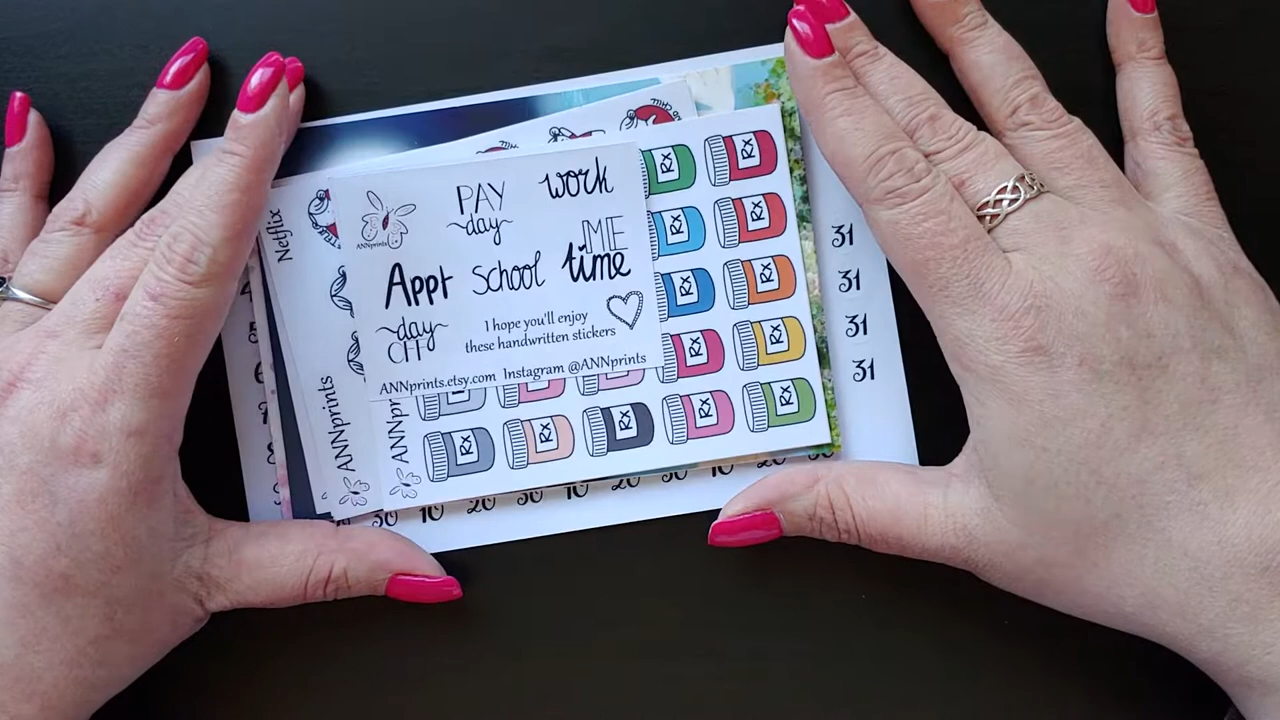 PAY
day
work
ANNprints
ME
time
Appt
school
day
OFF
I hope you'll enjoy
these handwritten stickers
ANNprints.etsy.com Instagram @ANNprints
Netflix
ANNprints
ANNprints
Rx
Rx
Rx
Rx
Rx
Rx
Rx
Rx
Rx
Rx
Rx
Rx
Rx
31
31
31
31
30 10 20 30 10 20 30 10 20 30